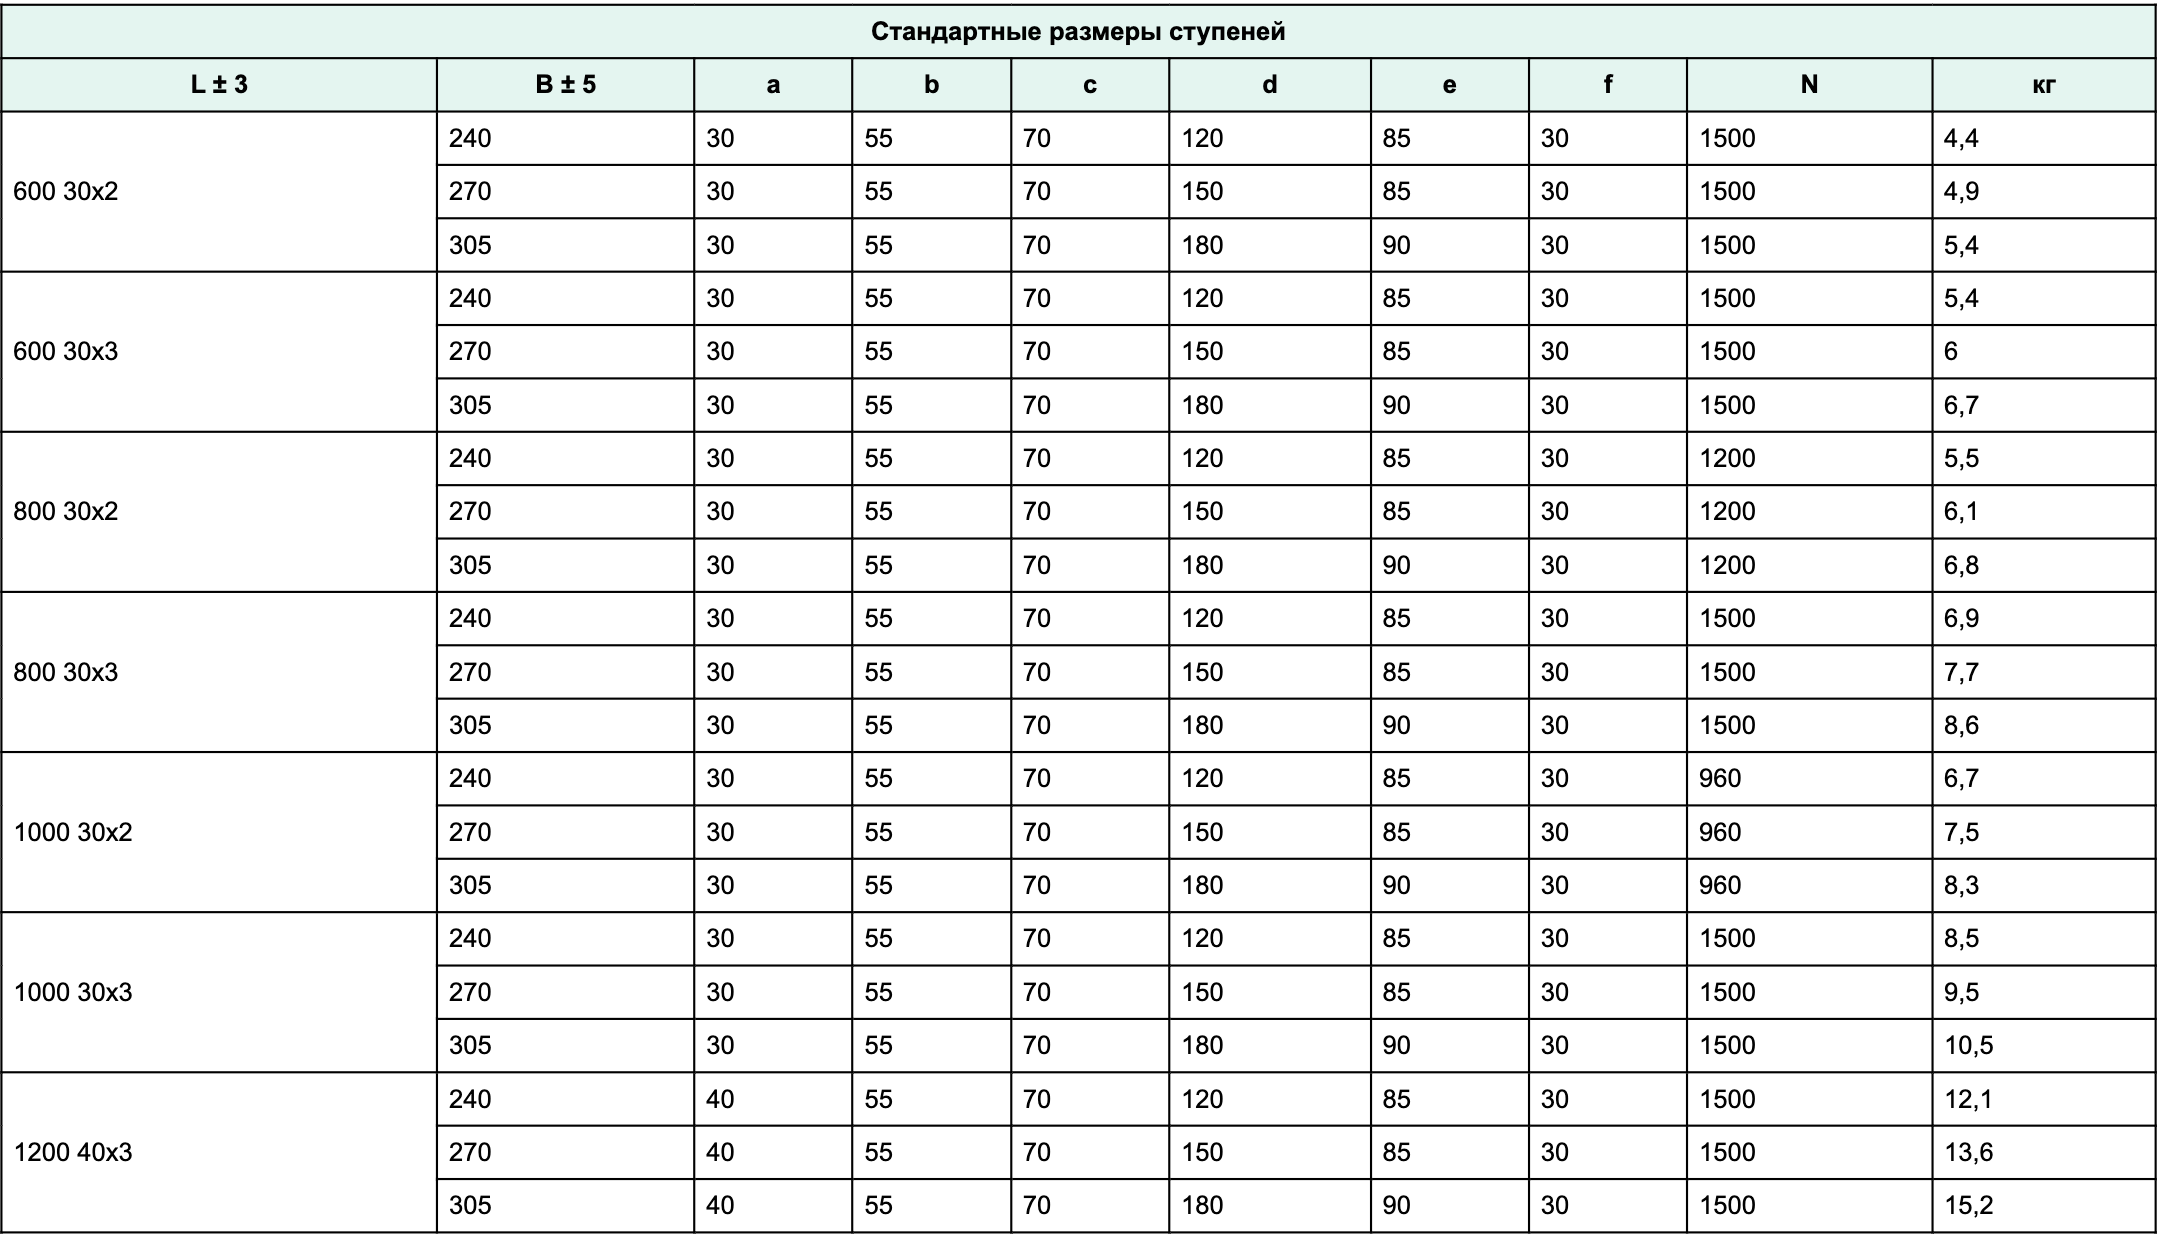 Стандартные размеры ступеней
L ± 3 B ± 5 a b c d e f N кг
600 30x2 240 30 55 70 120 85 30 1500 4,4
270 30 55 70 150 85 30 1500 4,9
305 30 55 70 180 90 30 1500 5,4
600 30x3 240 30 55 70 120 85 30 1500 5,4
270 30 55 70 150 85 30 1500 6
305 30 55 70 180 90 30 1500 6,7
800 30x2 240 30 55 70 120 85 30 1200 5,5
270 30 55 70 150 85 30 1200 6,1
305 30 55 70 180 90 30 1200 6,8
800 30x3 240 30 55 70 120 85 30 1500 6,9
270 30 55 70 150 85 30 1500 7,7
305 30 55 70 180 90 30 1500 8,6
1000 30x2 240 30 55 70 120 85 30 960 6,7
270 30 55 70 150 85 30 960 7,5
305 30 55 70 180 90 30 960 8,3
1000 30x3 240 30 55 70 120 85 30 1500 8,5
270 30 55 70 150 85 30 1500 9,5
305 30 55 70 180 90 30 1500 10,5
1200 40x3 240 40 55 70 120 85 30 1500 12,1
270 40 55 70 150 85 30 1500 13,6
305 40 55 70 180 90 30 1500 15,2